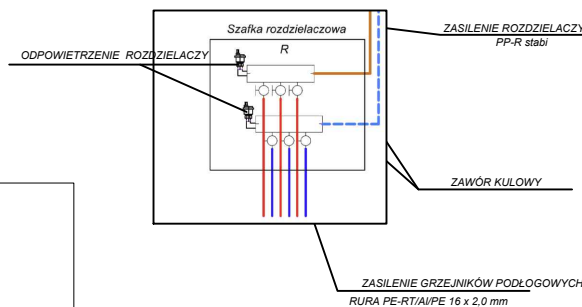 Szafka rozdzielaczowa
ZASILENIE ROZDZIELACZY
PP-R stabi
R
ODPOWIETRZENIE ROZDZIELACZY
ZAWÓR KULOWY
ZASILENIE GRZEJNIKÓW PODŁOGOWYCH
RURA PE-RT/Al/PE 16 x 2,0 mm